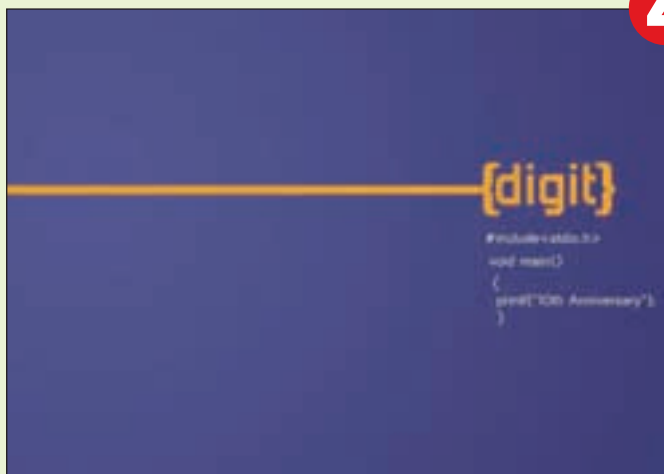 {digit}
#include<stdio.h>
void main()
{
printf("10th Anniversary");
}